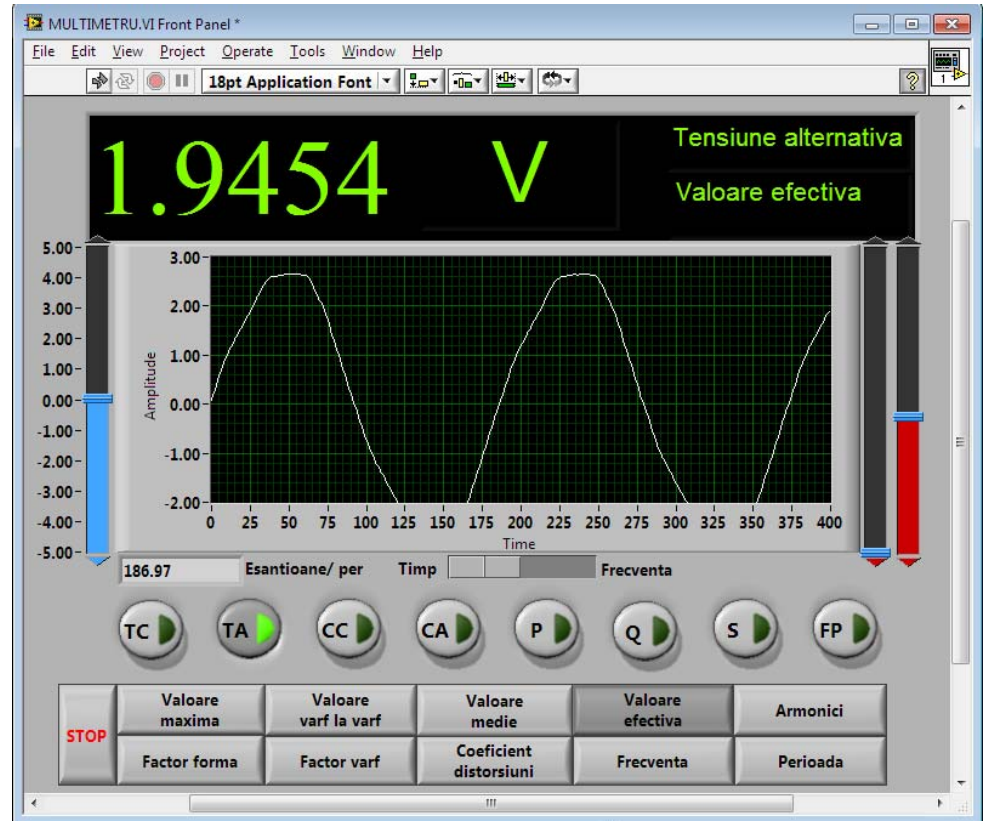 MULTIMETRU.VI Front Panel *
File Edit View Project Operate Tools Window Help
18pt Application Font
1
1.9454 V
Tensiune alternativa
Valoare efectiva
5.00
4.00
3.00
2.00
1.00
0.00
-1.00
-2.00
-3.00
-4.00
-5.00
Amplitude
3.00
2.00
1.00
0.00
-1.00
-2.00
0 25 50 75 100 125 150 175 200 225 250 275 300 325 350 375 400
Time
186.97 Esantioane/ per Timp Frecventa
TC TA CC CA P Q S FP
STOP
Valoare
maxima
Valoare
varf la varf
Valoare
medie
Valoare
efectiva
Armonici
Factor forma
Factor varf
Coeficient
distorsiuni
Frecventa
Perioada